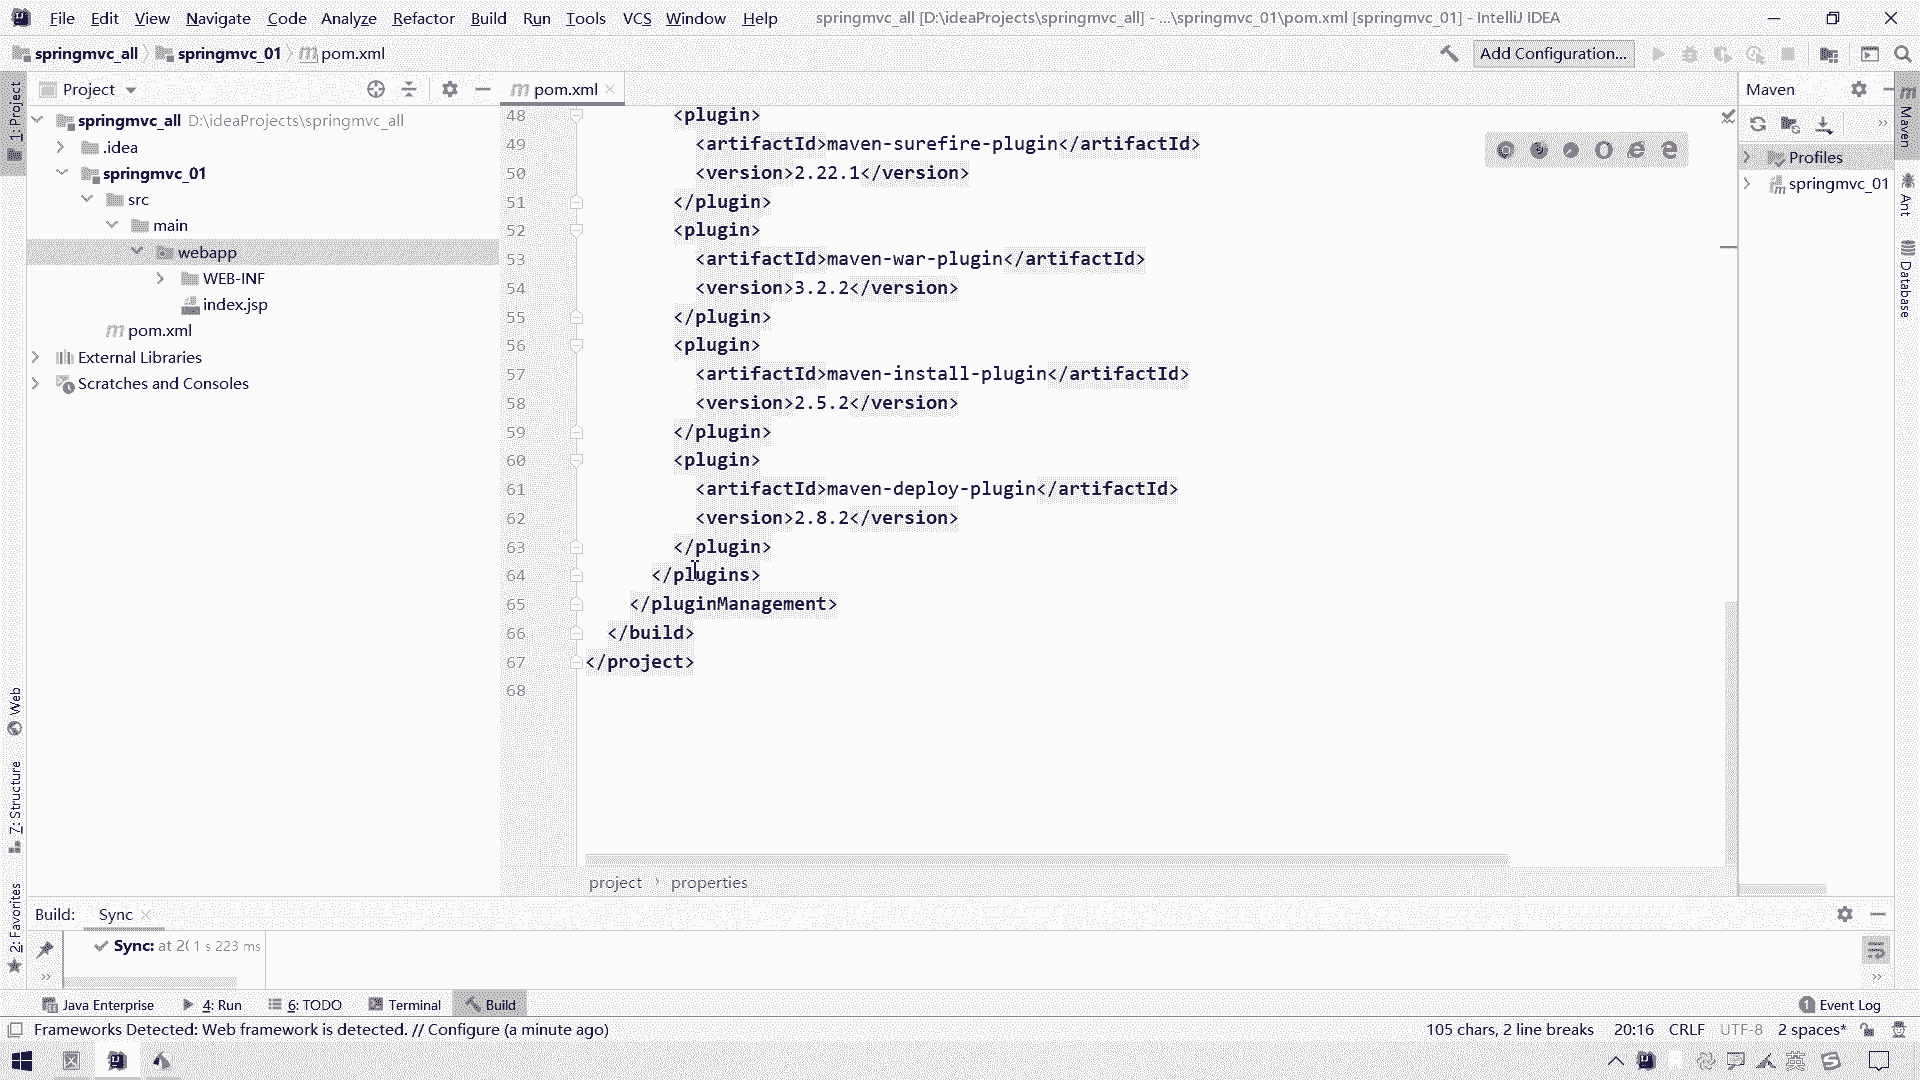 File Edit View Navigate Code Analyze Refactor Build Run Tools VCS Window Help springmvc_all [D:\ideaProjects\springmvc_all] - ...\springmvc_01\pom.xml [springmvc_01] - IntelliJ IDEA
springmvc_all springmvc_01 pom.xml Add Configuration...
1: Project
Project
springmvc_all D:\ideaProjects\springmvc_all
.idea
springmvc_01
src
main
webapp
WEB-INF
index.jsp
pom.xml
External Libraries
Scratches and Consoles
pom.xml
48 <plugin>
49 <artifactId>maven-surefire-plugin</artifactId>
50 <version>2.22.1</version>
51 </plugin>
52 <plugin>
53 <artifactId>maven-war-plugin</artifactId>
54 <version>3.2.2</version>
55 </plugin>
56 <plugin>
57 <artifactId>maven-install-plugin</artifactId>
58 <version>2.5.2</version>
59 </plugin>
60 <plugin>
61 <artifactId>maven-deploy-plugin</artifactId>
62 <version>2.8.2</version>
63 </plugin>
64 </plugins>
65 </pluginManagement>
66 </build>
67 </project>
68
project › properties
Maven
Profiles
springmvc_01
Maven
Ant
Database
Web
7: Structure
2: Favorites
Build: Sync
Sync: at 20 1 s 223 ms
Java Enterprise 4: Run 6: TODO Terminal Build 1 Event Log
Frameworks Detected: Web framework is detected. // Configure (a minute ago) 105 chars, 2 line breaks 20:16 CRLF UTF-8 2 spaces*
英